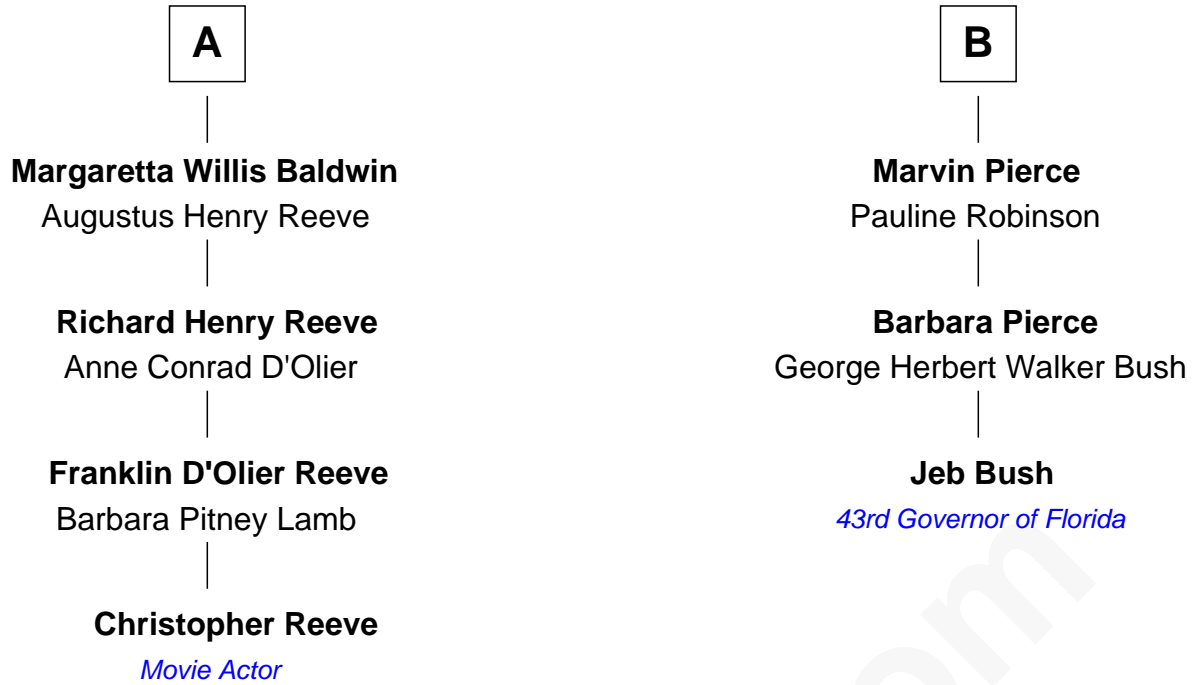 A
Margaretta Willis Baldwin
Augustus Henry Reeve
Richard Henry Reeve
Anne Conrad D'Olier
Franklin D'Olier Reeve
Barbara Pitney Lamb
Christopher Reeve
Movie Actor
B
Marvin Pierce
Pauline Robinson
Barbara Pierce
George Herbert Walker Bush
Jeb Bush
43rd Governor of Florida
om